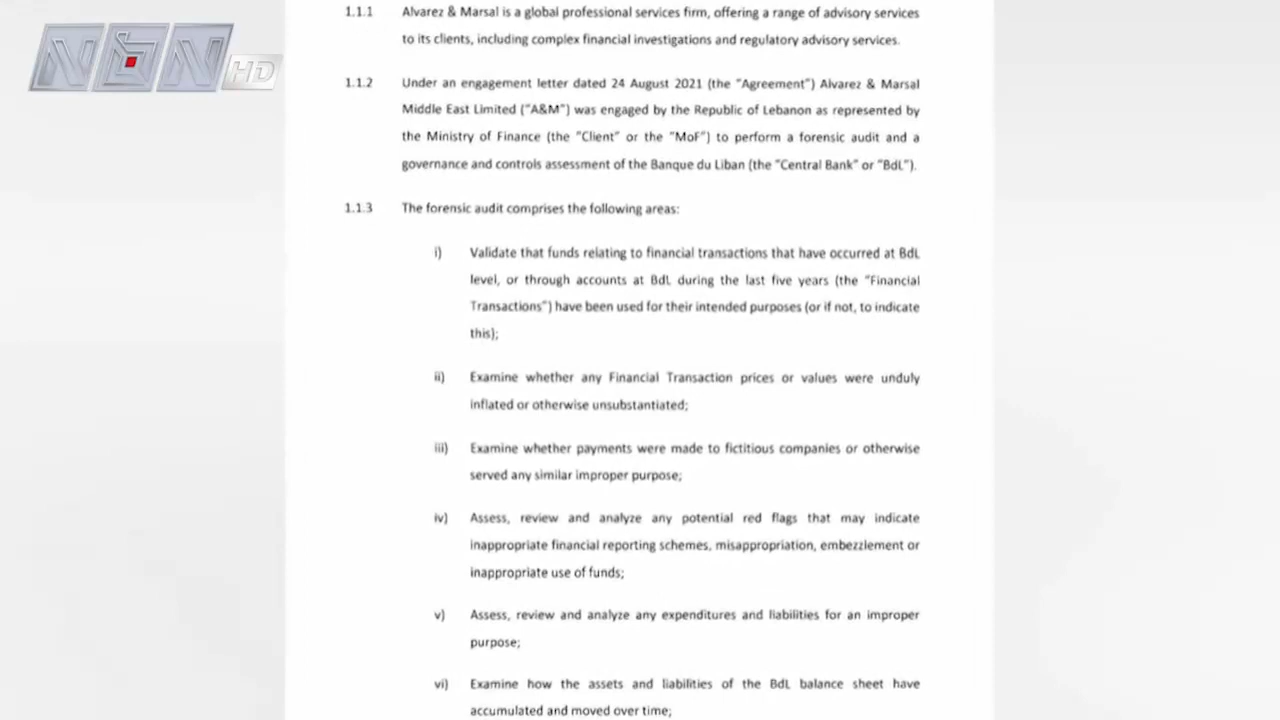 NBN HD
1.1.1 Alvarez & Marsal is a global professional services firm, offering a range of advisory services
to its clients, including complex financial investigations and regulatory advisory services.
1.1.2 Under an engagement letter dated 24 August 2021 (the "Agreement") Alvarez & Marsal
Middle East Limited ("A&M") was engaged by the Republic of Lebanon as represented by
the Ministry of Finance (the "Client" or the "MoF") to perform a forensic audit and a
governance and controls assessment of the Banque du Liban (the "Central Bank" or "BdL").
1.1.3 The forensic audit comprises the following areas:
i) Validate that funds relating to financial transactions that have occurred at BdL
level, or through accounts at BdL during the last five years (the "Financial
Transactions") have been used for their intended purposes (or if not, to indicate
this);
ii) Examine whether any Financial Transaction prices or values were unduly
inflated or otherwise unsubstantiated;
iii) Examine whether payments were made to fictitious companies or otherwise
served any similar improper purpose;
iv) Assess, review and analyze any potential red flags that may indicate
inappropriate financial reporting schemes, misappropriation, embezzlement or
inappropriate use of funds;
v) Assess, review and analyze any expenditures and liabilities for an improper
purpose;
vi) Examine how the assets and liabilities of the BdL balance sheet have
accumulated and moved over time;